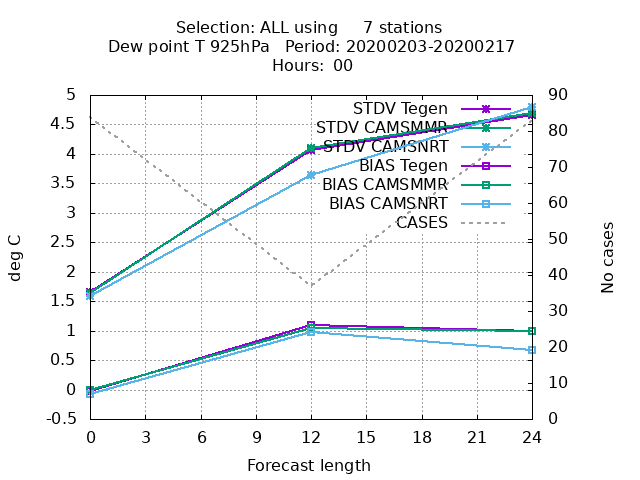 Selection: ALL using     7 stations
Dew point T 925hPa   Period: 20200203-20200217
Hours: 00
5
4.5
4
3.5
3
2.5
2
1.5
1
0.5
0
-0.5
deg C
90
80
70
60
50
40
30
20
10
0
No cases
STDV Tegen
STDV CAMSMMR
STDV CAMSNRT
BIAS Tegen
BIAS CAMSMMR
BIAS CAMSNRT
CASES
0 3 6 9 12 15 18 21 24
Forecast length